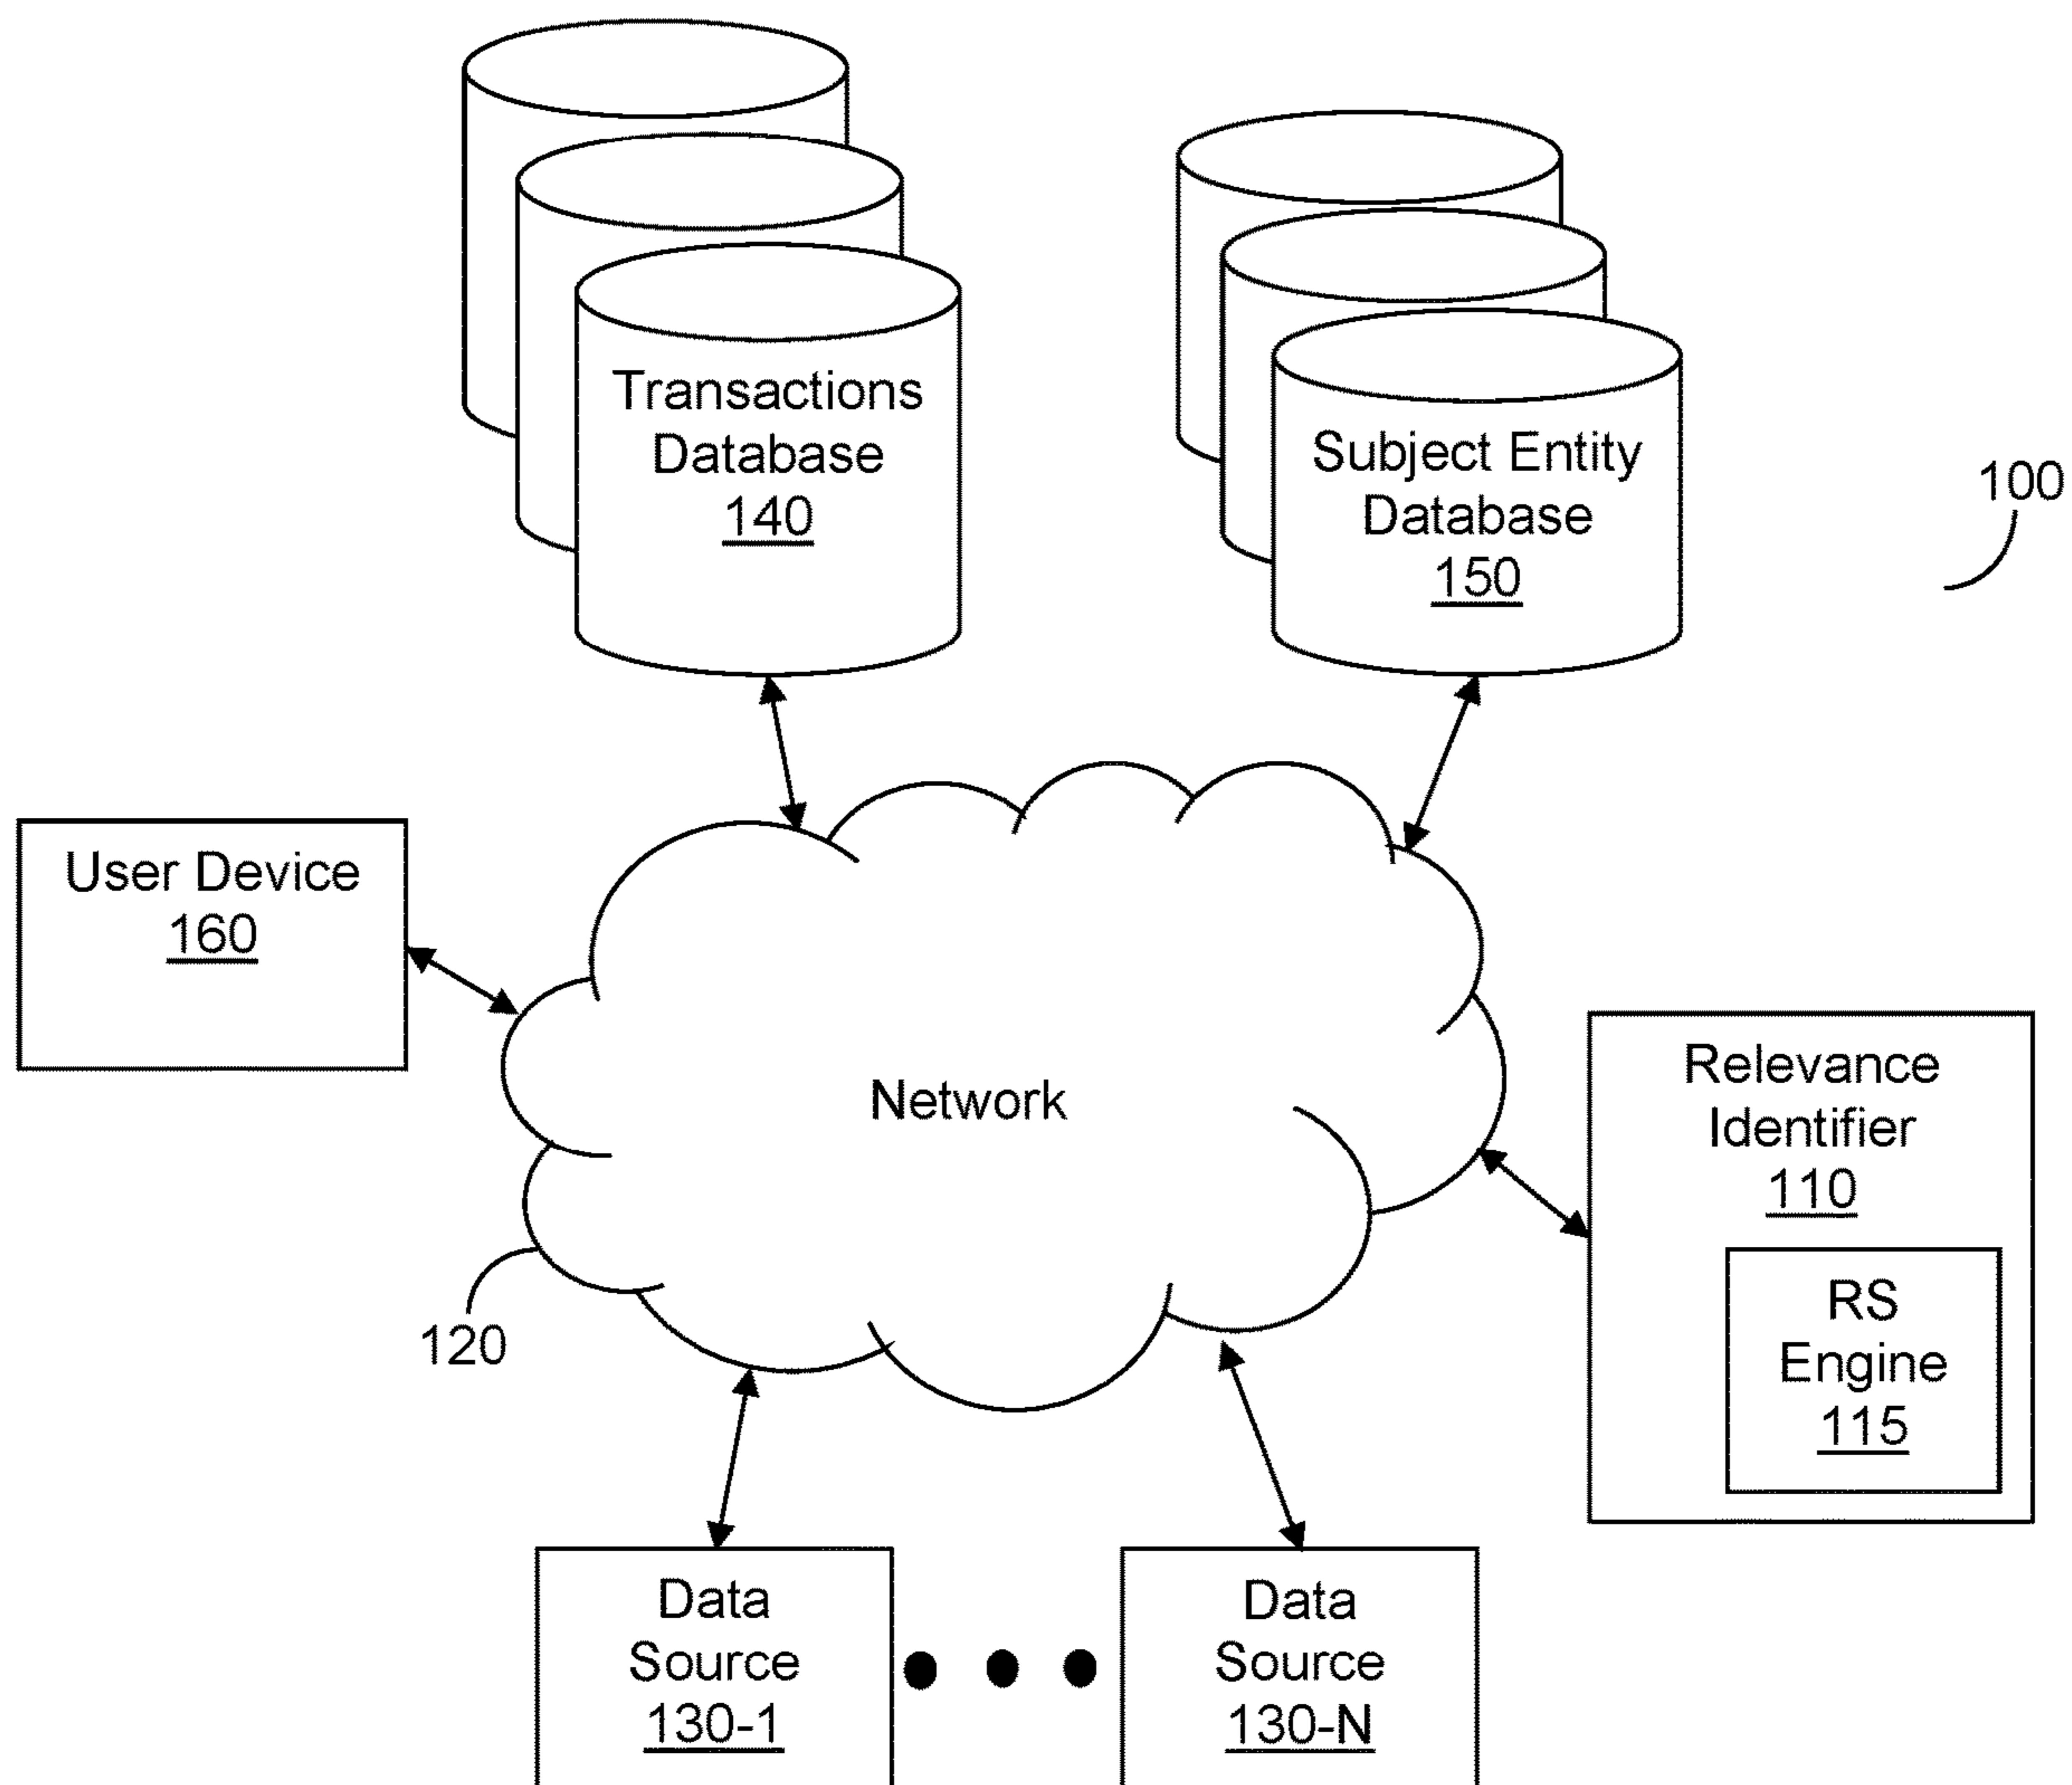 Transactions
Database
140
Subject Entity
Database
150
100
User Device
160
Network
Relevance
Identifier
110
RS
Engine
115
120
Data
Source
130-1
Data
Source
130-N